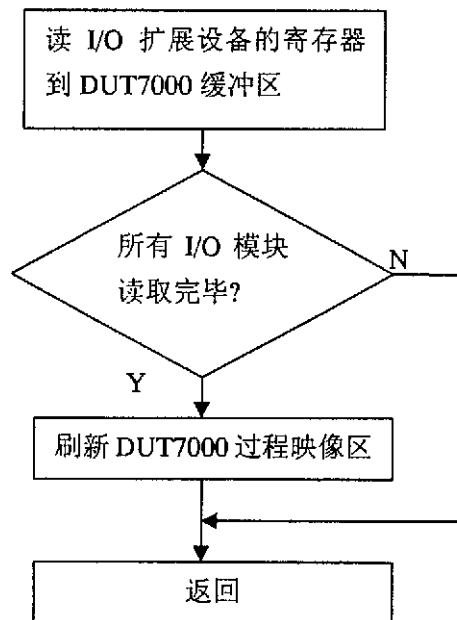 读 I/O 扩展设备的寄存器
到 DUT7000 缓冲区
所有 I/O 模块
读取完毕?
N
Y
刷新 DUT7000 过程映像区
返回